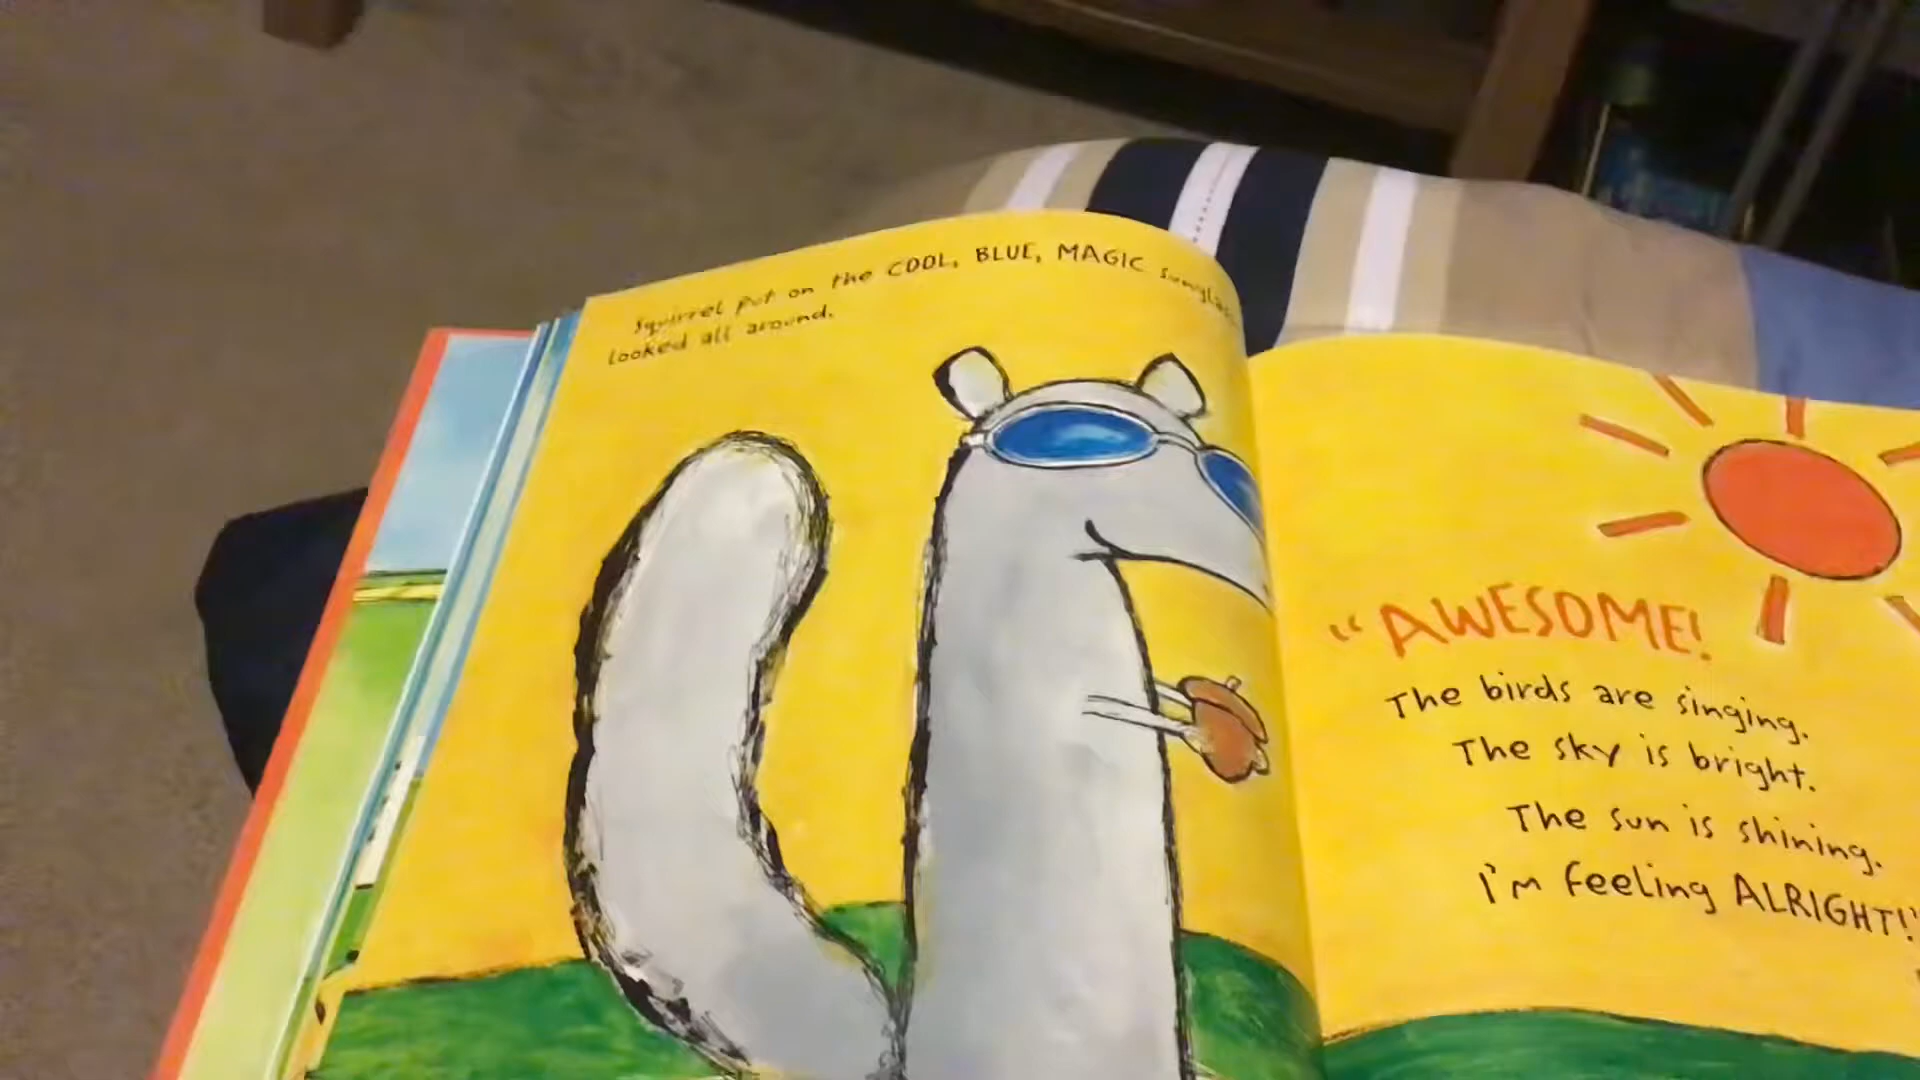 Squirrel put on the COOL, BLUE, MAGIC
looked all around.
"AWESOME!
The birds are singing.
The sky is bright.
The sun is shining.
I'm feeling ALRIGHT!"